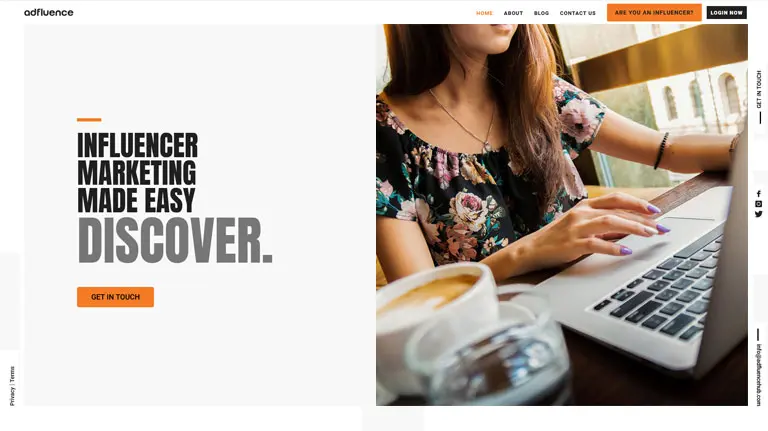 adfluence
HOME ABOUT BLOG CONTACT US ARE YOU AN INFLUENCER? LOGIN NOW
INFLUENCER
MARKETING
MADE EASY
DISCOVER.
GET IN TOUCH
GET IN TOUCH
info@adfluencehub.com
Privacy | Terms